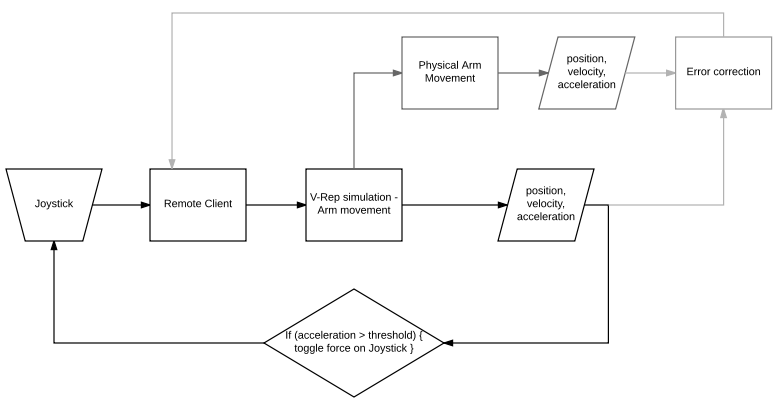 Physical Arm
Movement
position,
velocity,
acceleration
Error correction
Joystick
Remote Client
V-Rep simulation -
Arm movement
position,
velocity,
acceleration
If (acceleration > threshold) {
toggle force on Joystick }